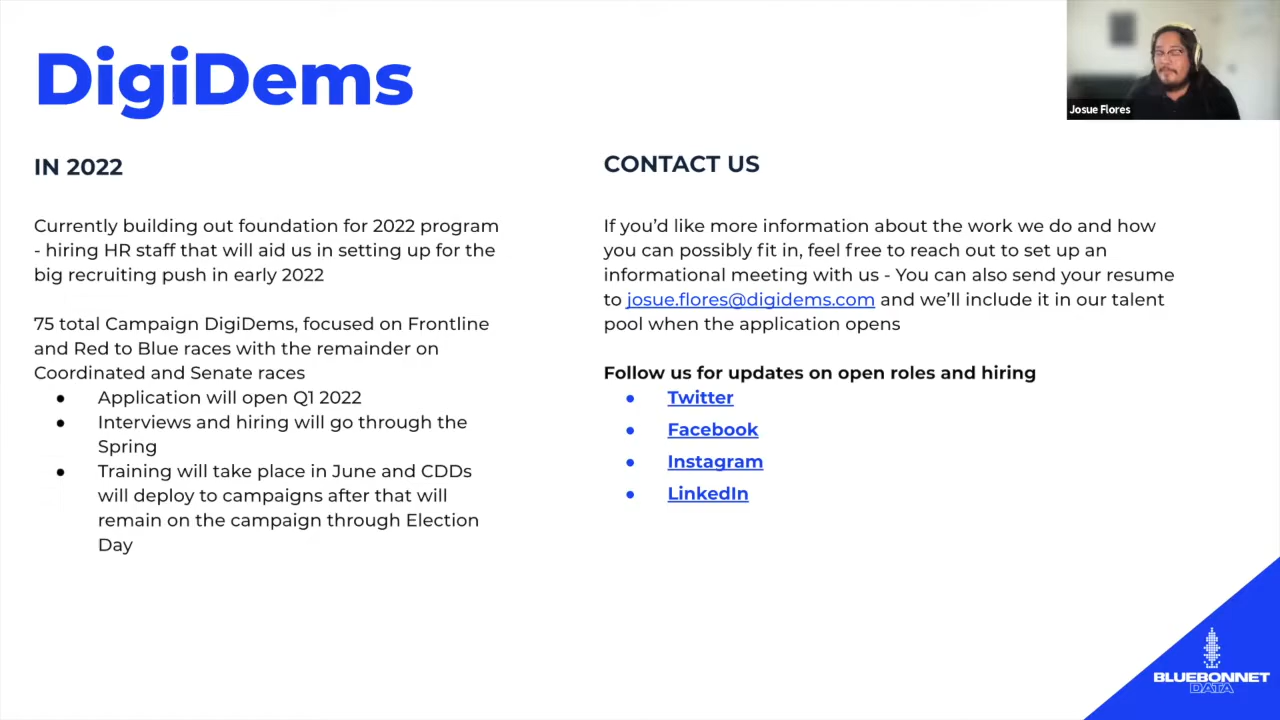 DigiDems
Josue Flores
IN 2022
Currently building out foundation for 2022 program
- hiring HR staff that will aid us in setting up for the
big recruiting push in early 2022
75 total Campaign DigiDems, focused on Frontline
and Red to Blue races with the remainder on
Coordinated and Senate races
● Application will open Q1 2022
● Interviews and hiring will go through the
Spring
● Training will take place in June and CDDs
will deploy to campaigns after that will
remain on the campaign through Election
Day
CONTACT US
If you’d like more information about the work we do and how
you can possibly fit in, feel free to reach out to set up an
informational meeting with us - You can also send your resume
to josue.flores@digidems.com and we’ll include it in our talent
pool when the application opens
Follow us for updates on open roles and hiring
● Twitter
● Facebook
● Instagram
● LinkedIn
BLUEBONNET
DATA